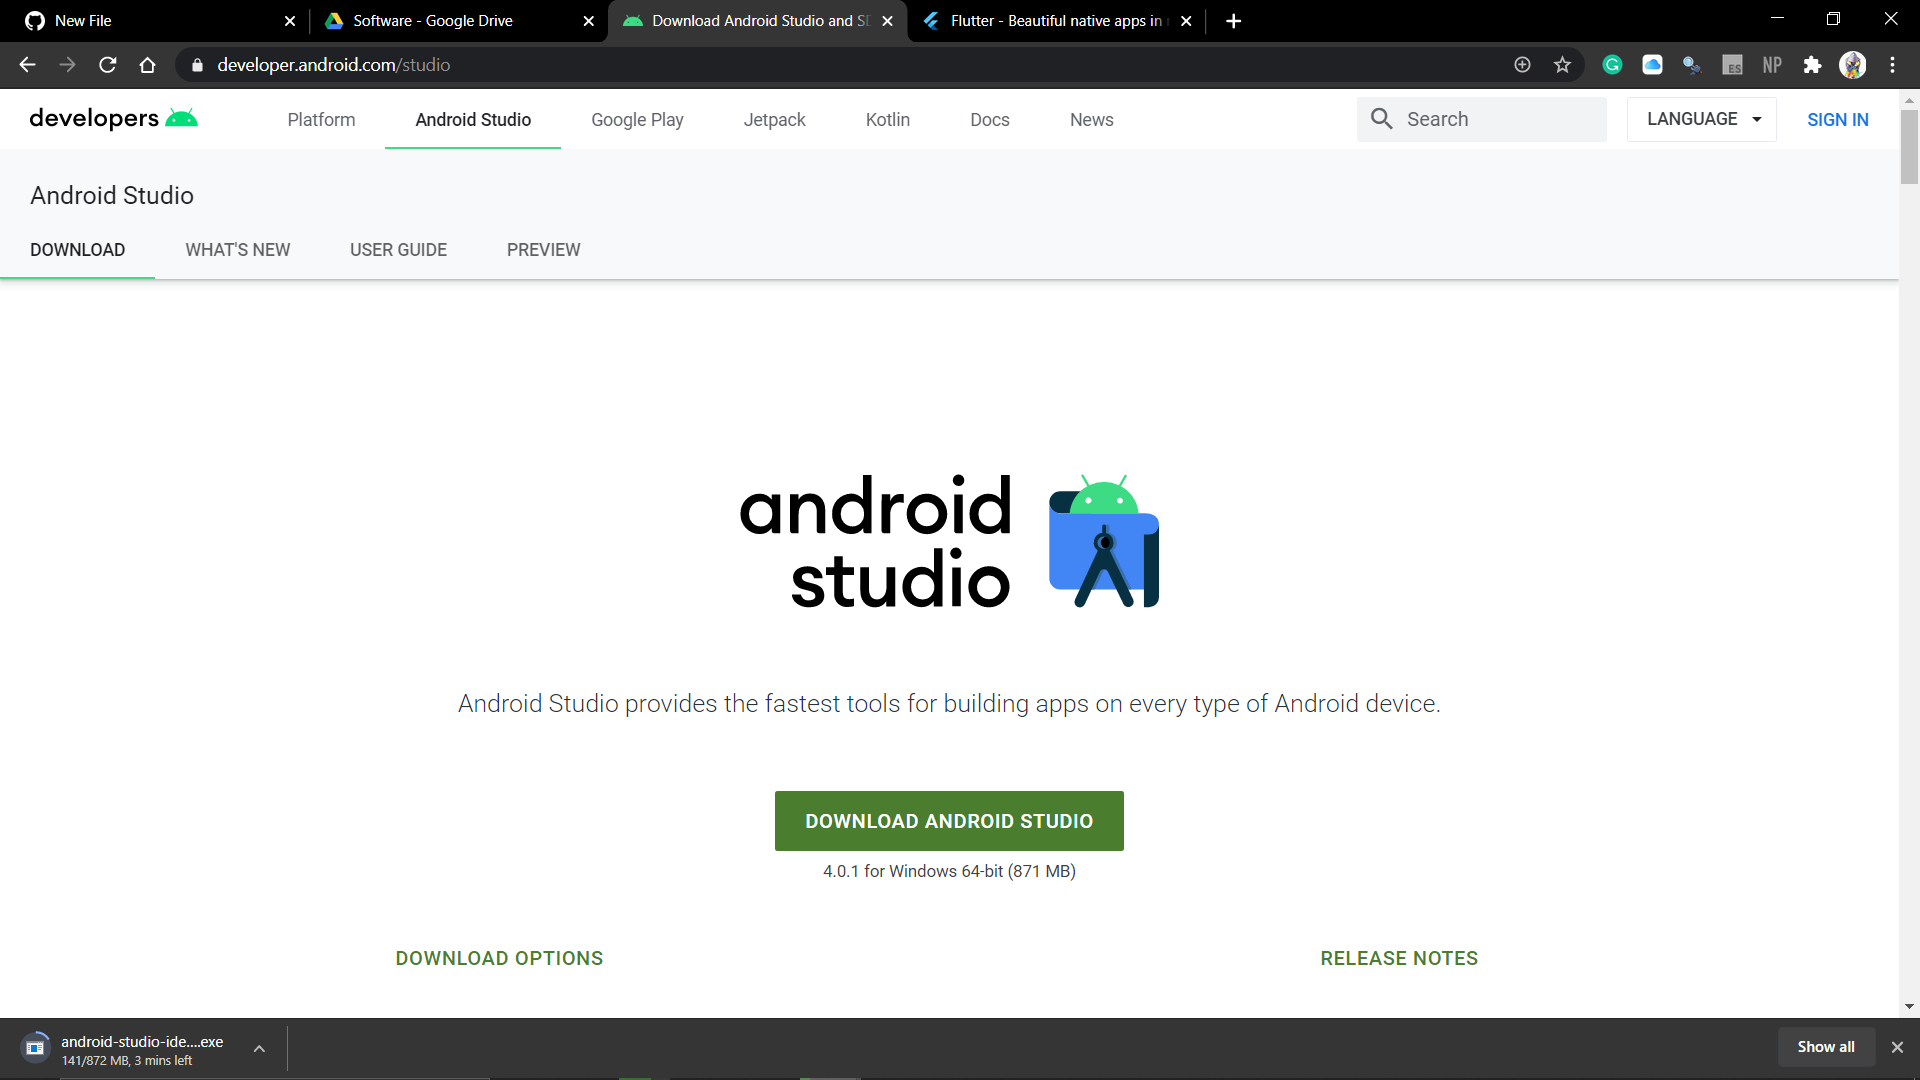 New File
Software - Google Drive
Download Android Studio and S
Flutter - Beautiful native apps in
developer.android.com/studio
ES
NP
developers
Platform
Android Studio
Google Play
Jetpack
Kotlin
Docs
News
Search
LANGUAGE
SIGN IN
Android Studio
DOWNLOAD
WHAT'S NEW
USER GUIDE
PREVIEW
android
studio
Android Studio provides the fastest tools for building apps on every type of Android device.
DOWNLOAD ANDROID STUDIO
4.0.1 for Windows 64-bit (871 MB)
DOWNLOAD OPTIONS
RELEASE NOTES
android-studio-ide....exe
141/872 MB, 3 mins left
Show all